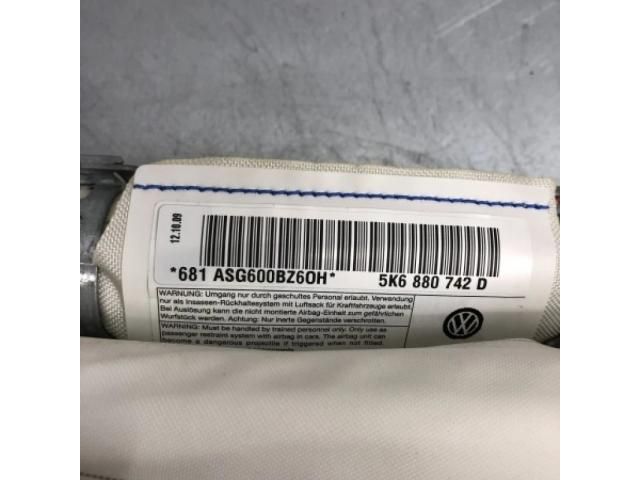 12.10.09
*681 ASG600BZ6OH* 5K6 880 742 D
WARNUNG: Umgang nur durch geschultes Personal erlaubt. Verwendung
nur als Insassen-Rückhaltesystem mit Luftsack für Kraftfahrzeuge erlaubt.
Bei Auslösung kann die nicht montierte Airbag-Einheit zum gefährlichen
Wurfstück werden. Achtung: Nur inerte Gegenstände verschrotten.
WARNING: Must be handled by trained personnel only. Only use as
passenger restraint system with airbag in cars. The airbag unit can
become a dangerous projectile if triggered when not fitted.